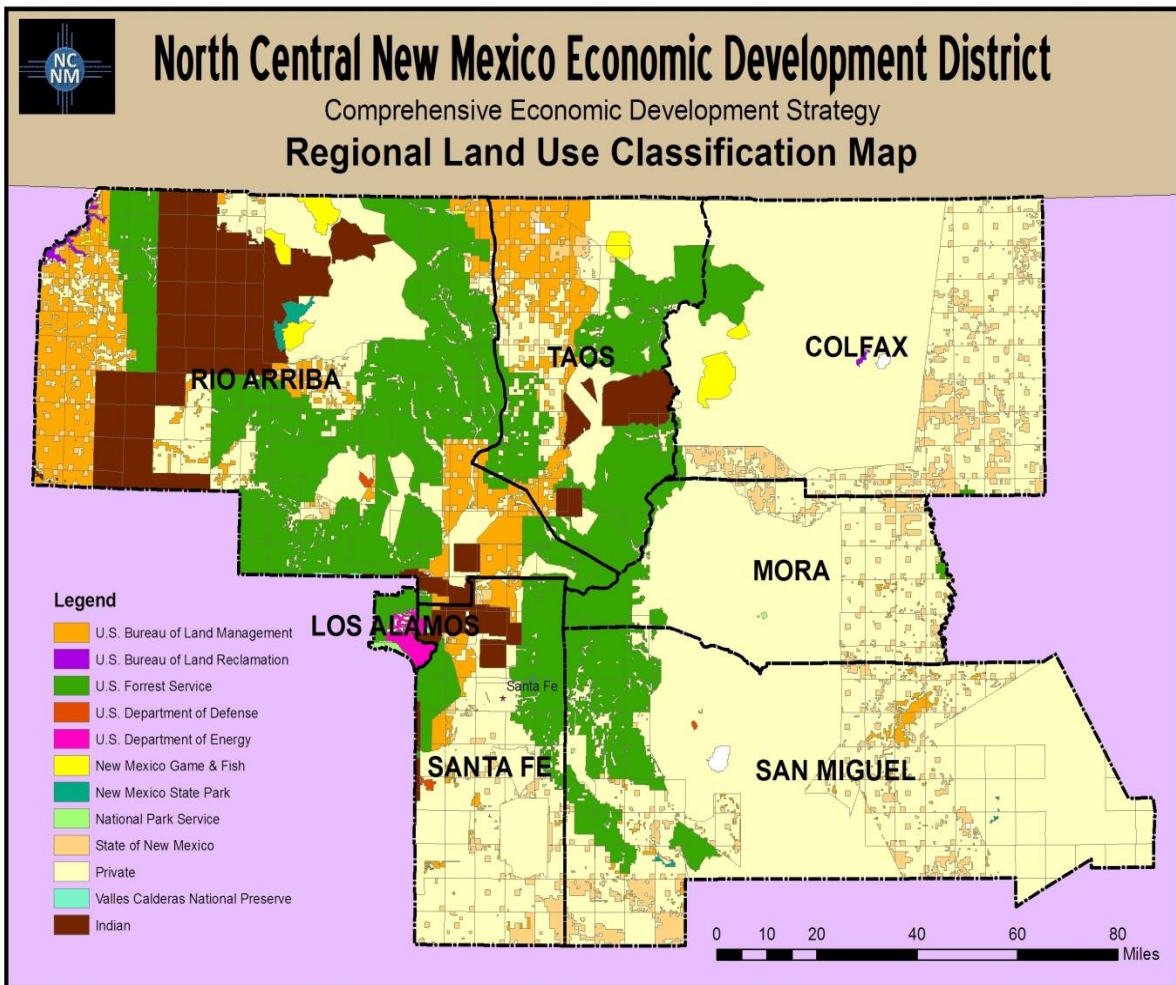 NC
NM
North Central New Mexico Economic Development District
Comprehensive Economic Development Strategy
Regional Land Use Classification Map
COLFAX
TAOS
RIO ARRIBA
MORA
LOS ALAMOS
Santa Fe
SANTA FE
SAN MIGUEL
Legend
U.S. Bureau of Land Management
U.S. Bureau of Land Reclamation
U.S. Forrest Service
U.S. Department of Defense
U.S. Department of Energy
New Mexico Game & Fish
New Mexico State Park
National Park Service
State of New Mexico
Private
Valles Calderas National Preserve
Indian
0 10 20 40 60 80
Miles